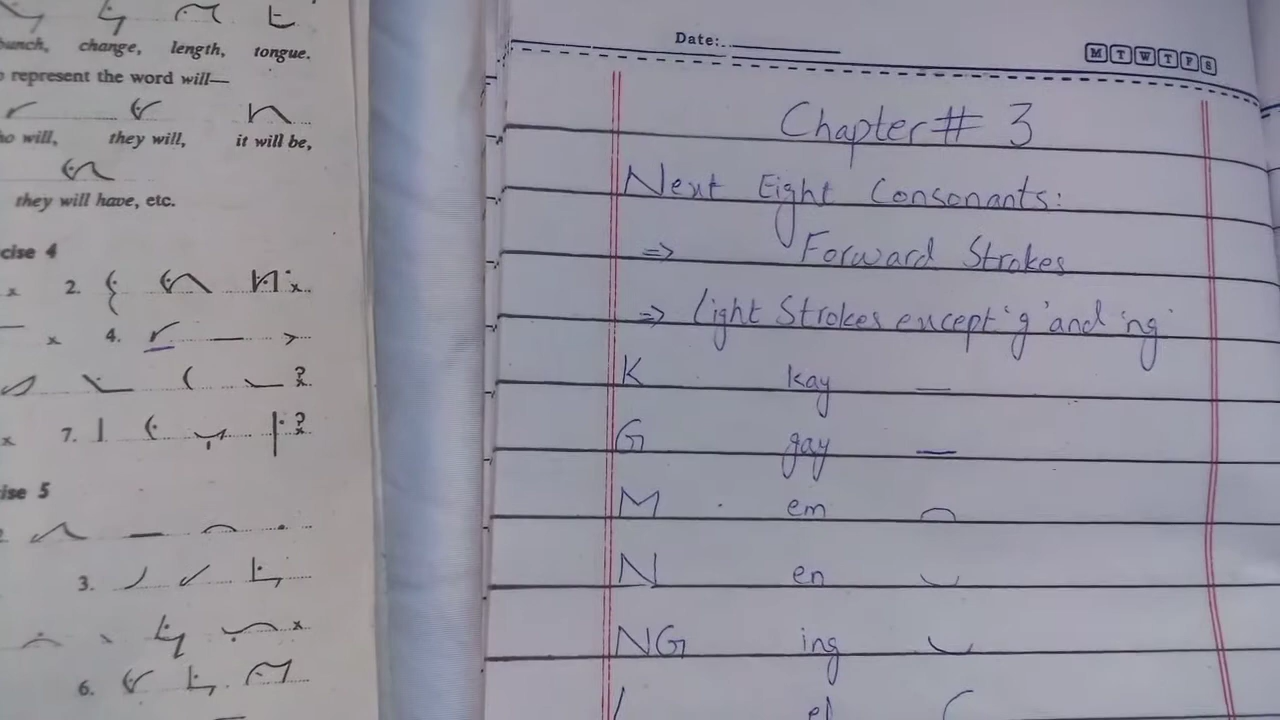 change, length, tongue.
represent the word will—
will, they will, it will be,
they will have, etc.
cise 4
2.
4.
7.
ise 5
3.
6.
Date:
M T W T F S
Chapter # 3
Next Eight Consonants:
=> Forward Strokes
=> Light Strokes except 'g' and 'ng'
K kay
G gay
M em
N en
NG ing
el